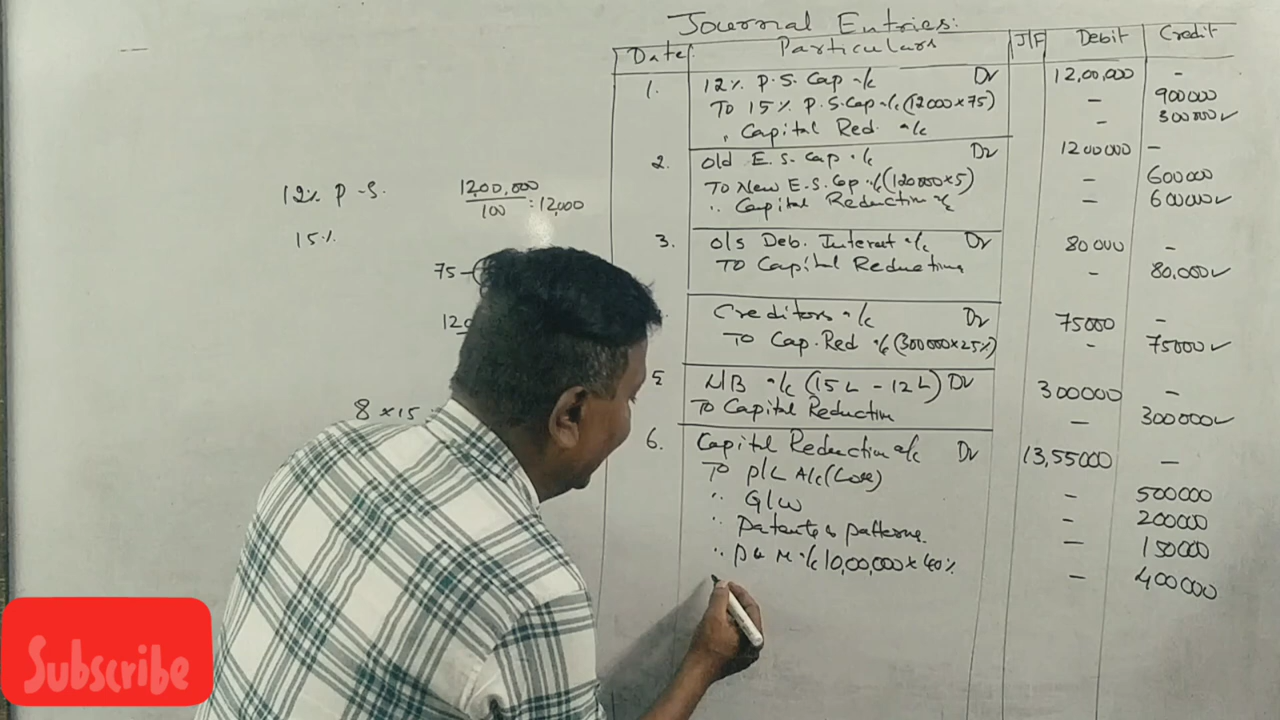 Journal Entries:
Date Particulars J/F Debit Credit
1. 12% P.S. Cap a/c Dr 12,00,000 -
To 15% P.S. Cap a/c (12000×75) - 900000
,, Capital Red. a/c - 300000 ✓
2. Old E.S. Cap a/c Dr 1200000 -
To New E.S. Cap a/c (120000×5) - 600000
,, Capital Reduction a/c - 600000 ✓
3. O/s Deb. Interest a/c Dr 80000 -
To Capital Reduction - 80,000 ✓
Creditors a/c Dr 75000 -
To Cap. Red a/c (300000×25%) - 75000 ✓
5 L/B a/c (15L - 12L) Dr 300000 -
To Capital Reduction - 300000 ✓
6. Capital Reduction a/c Dr 13,55000 -
To P/L A/c (Loss) - 500000
,, G/W - 200000
,, Patents & patterns. - 150000
,, P & M a/c 10,00,000 × 40% - 400000
12% P.S. 1200,000 / 100 = 12,000
15%
75 -
120
8 × 15
Subscribe